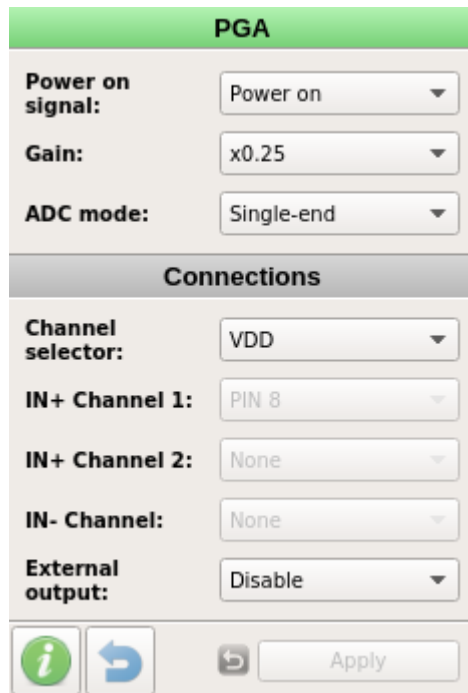 PGA
Power on
signal:
Power on
Gain:
x0.25
ADC mode:
Single-end
Connections
Channel
selector:
VDD
IN+ Channel 1:
PIN 8
IN+ Channel 2:
None
IN- Channel:
None
External
output:
Disable
Apply